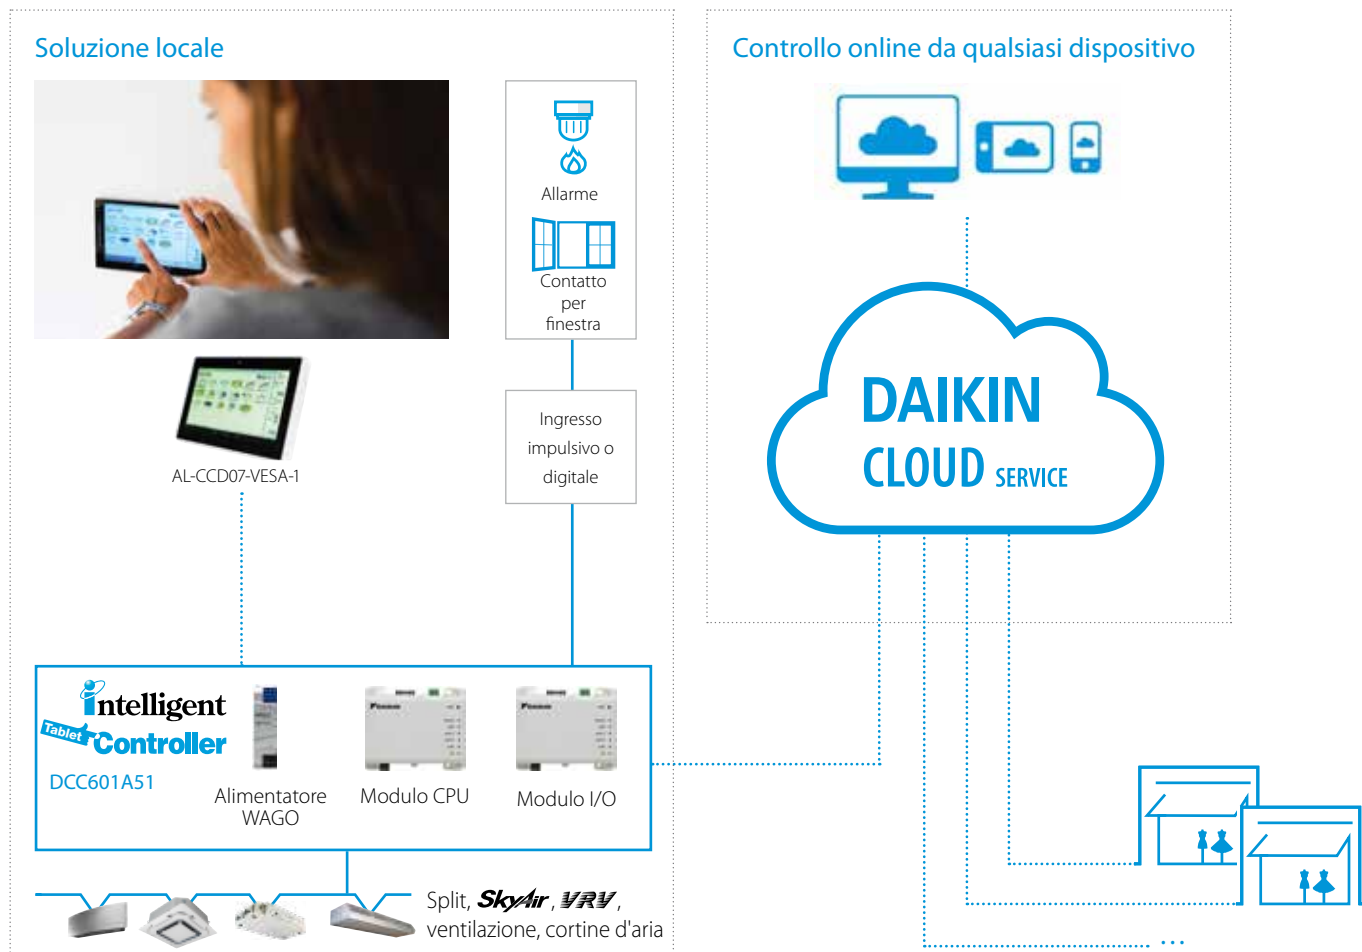 Soluzione locale
Allarme
Contatto
per
finestra
AL-CCD07-VESA-1
Ingresso
impulsivo o
digitale
intelligent
Tablet Controller
DCC601A51
Alimentatore
WAGO
Modulo CPU
Modulo I/O
Split, SkyAir, VRV,
ventilazione, cortine d'aria
Controllo online da qualsiasi dispositivo
DAIKIN
CLOUD SERVICE
...